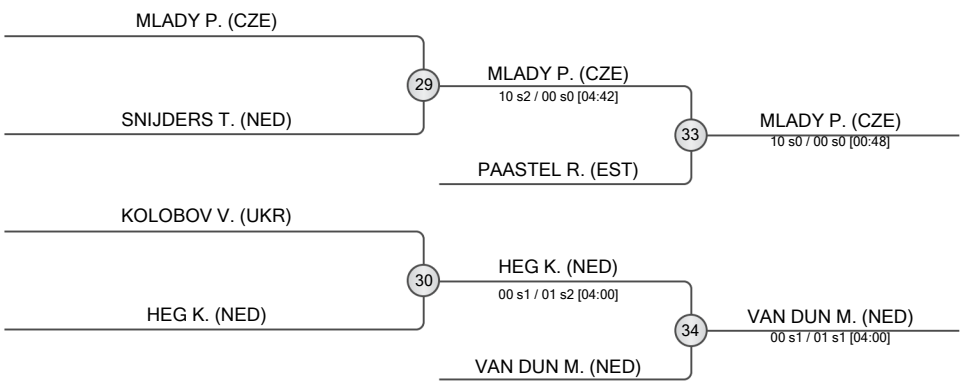 MLADY P. (CZE)
29
MLADY P. (CZE)
10 s2 / 00 s0 [04:42]
SNIJDERS T. (NED)
33
MLADY P. (CZE)
10 s0 / 00 s0 [00:48]
PAASTEL R. (EST)
KOLOBOV V. (UKR)
30
HEG K. (NED)
00 s1 / 01 s2 [04:00]
HEG K. (NED)
34
VAN DUN M. (NED)
00 s1 / 01 s1 [04:00]
VAN DUN M. (NED)